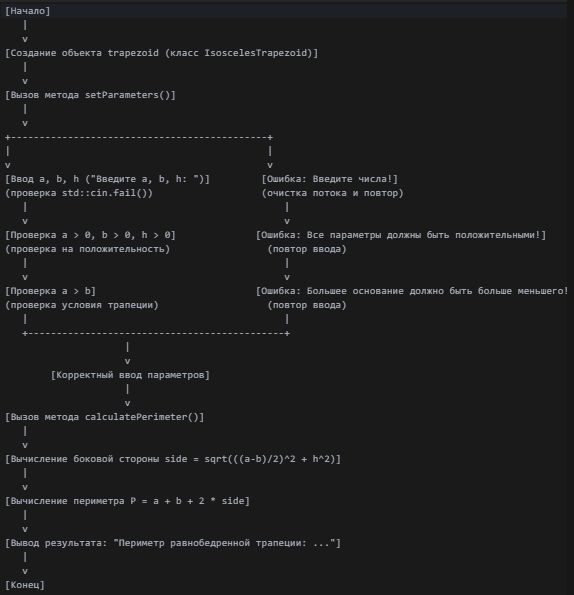 [Начало]
|
v
[Создание объекта trapezoid (класс IsoscelesTrapezoid)]
|
v
[Вызов метода setParameters()]
|
v
+---------------------------------------------+
| |
v v
[Ввод a, b, h ("Введите a, b, h: ")] [Ошибка: Введите числа!]
(проверка std::cin.fail()) (очистка потока и повтор)
| |
v v
[Проверка a > 0, b > 0, h > 0] [Ошибка: Все параметры должны быть положительными!]
(проверка на положительность) (повтор ввода)
| |
v v
[Проверка a > b] [Ошибка: Большее основание должно быть больше меньшего!
(проверка условия трапеции) (повтор ввода)
| |
+---------------------------------------------+
|
v
[Корректный ввод параметров]
|
v
[Вызов метода calculatePerimeter()]
|
v
[Вычисление боковой стороны side = sqrt(((a-b)/2)^2 + h^2)]
|
v
[Вычисление периметра P = a + b + 2 * side]
|
v
[Вывод результата: "Периметр равнобедренной трапеции: ..."]
|
v
[Конец]